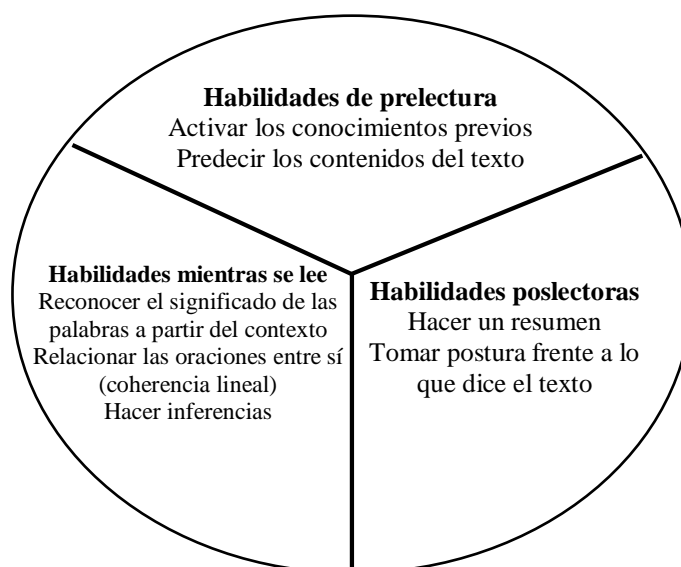 Habilidades de prelectura
Activar los conocimientos previos
Predecir los contenidos del texto
Habilidades mientras se lee
Reconocer el significado de las
palabras a partir del contexto
Relacionar las oraciones entre sí
(coherencia lineal)
Hacer inferencias
Habilidades poslectoras
Hacer un resumen
Tomar postura frente a lo
que dice el texto